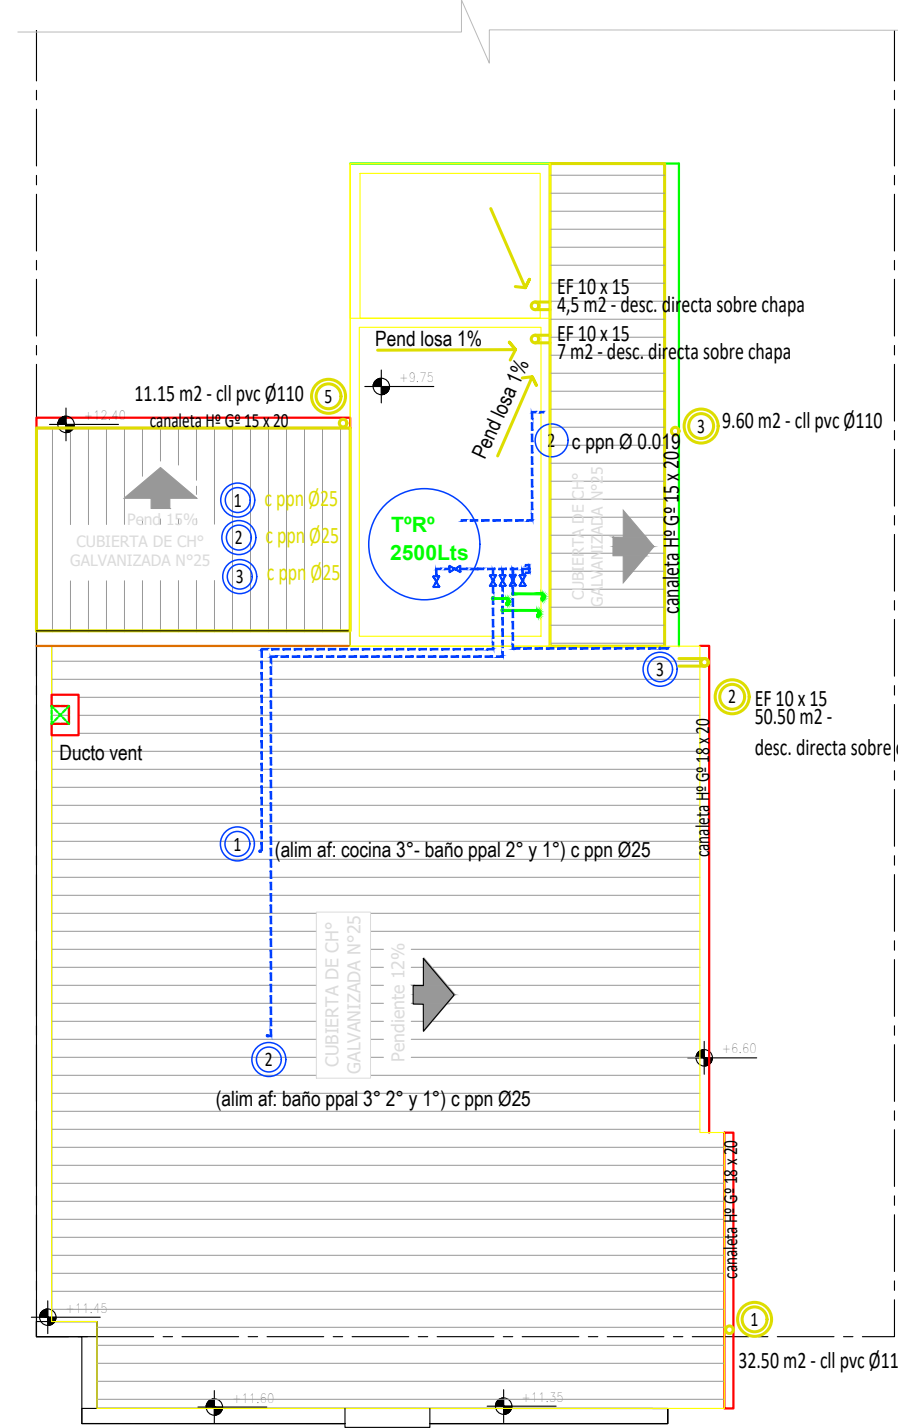 EF 10 x 15
4,5 m2 - desc. directa sobre chapa
EF 10 x 15
7 m2 - desc. directa sobre chapa
Pend losa 1%
+9.75
Pend losa 1%
11.15 m2 - cll pvc Ø110
5
+12.40
canaleta Hº Gº 15 x 20
3
9.60 m2 - cll pvc Ø110
2
c ppn Ø 0.019
canaleta Hº Gº 15 x 20
CUBIERTA DE CHº
GALVANIZADA N°25
Pend 15%
CUBIERTA DE CHº
GALVANIZADA N°25
1
c ppn Ø25
2
c ppn Ø25
3
c ppn Ø25
TºRº
2500Lts
3
2
EF 10 x 15
50.50 m2 -
desc. directa sobre
canaleta Hº Gº 18 x 20
Ducto vent
1
(alim af: cocina 3°- baño ppal 2° y 1°) c ppn Ø25
CUBIERTA DE CHº
GALVANIZADA N°25
Pendiente 12%
2
(alim af: baño ppal 3° 2° y 1°) c ppn Ø25
+6.60
canaleta Hº Gº 18 x 20
+11.45
1
32.50 m2 - cll pvc Ø11
+11.60
+11.35